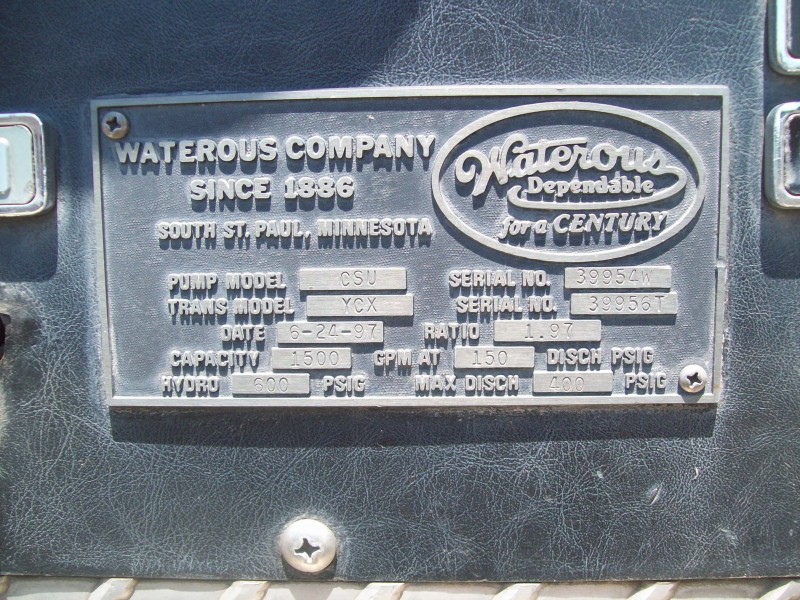 WATEROUS COMPANY
SINCE 1886
SOUTH ST. PAUL, MINNESOTA
Waterous
Dependable
for a CENTURY
PUMP MODEL CSU SERIAL NO. 39954W
TRANS MODEL YCX SERIAL NO. 39956T
DATE 6-24-97 RATIO 1.97
CAPACITY 1500 GPM AT 150 DISCH PSIG
HYDRO 600 PSIG MAX DISCH 400 PSIG